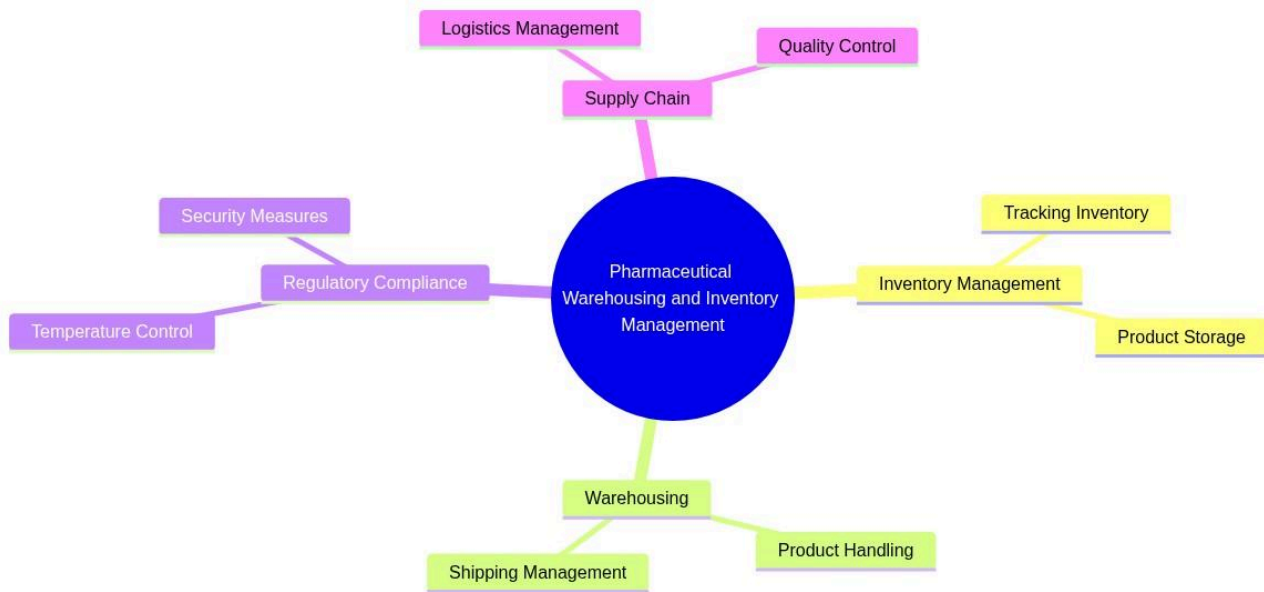 Logistics Management
Quality Control
Supply Chain
Security Measures
Tracking Inventory
Pharmaceutical
Warehousing and Inventory
Management
Regulatory Compliance
Inventory Management
Temperature Control
Product Storage
Warehousing
Product Handling
Shipping Management